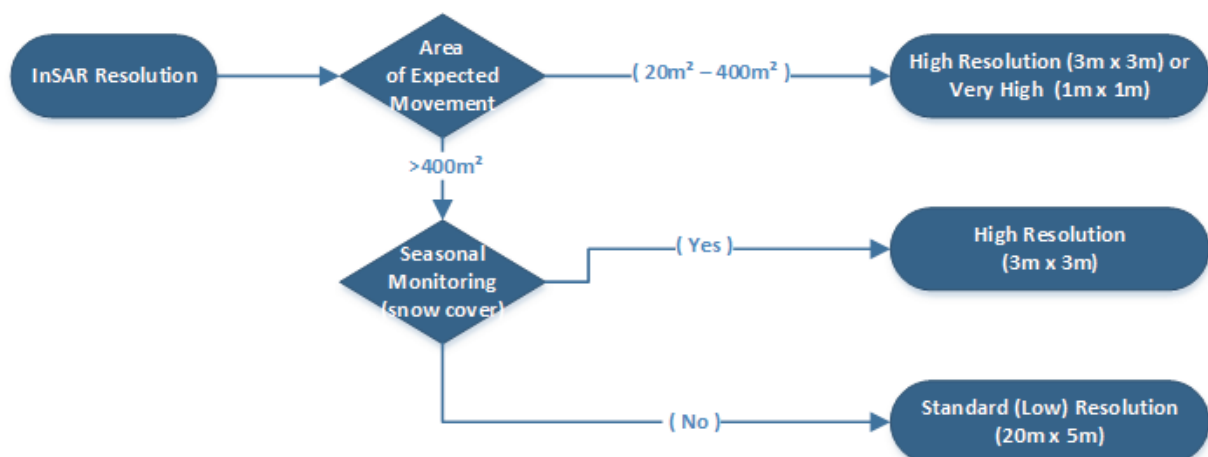 InSAR Resolution
Area
of Expected
Movement
( 20m² – 400m² )
High Resolution (3m x 3m) or
Very High (1m x 1m)
>400m²
Seasonal
Monitoring
(snow cover)
( Yes )
High Resolution
(3m x 3m)
( No )
Standard (Low) Resolution
(20m x 5m)